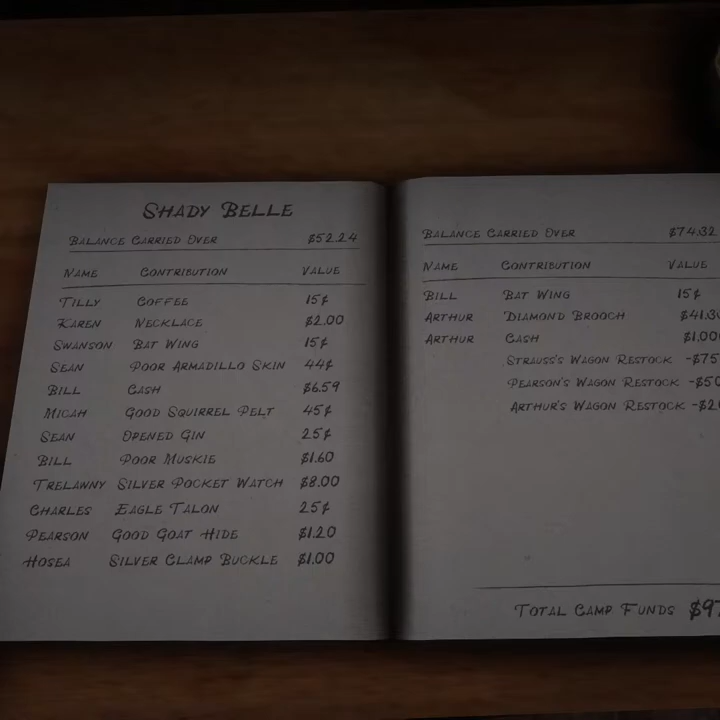 SHADY BELLE
BALANCE CARRIED OVER $52.24
NAME CONTRIBUTION VALUE
TILLY COFFEE 15¢
KAREN NECKLACE $2.00
SWANSON BAT WING 15¢
SEAN POOR ARMADILLO SKIN 44¢
BILL CASH $6.59
MICAH GOOD SQUIRREL PELT 45¢
SEAN OPENED GIN 25¢
BILL POOR MUSKIE $1.60
TRELAWNY SILVER POCKET WATCH $8.00
CHARLES EAGLE TALON 25¢
PEARSON GOOD GOAT HIDE $1.20
HOSEA SILVER CLAMP BUCKLE $1.00
BALANCE CARRIED OVER $74.32
NAME CONTRIBUTION VALUE
BILL BAT WING 15¢
ARTHUR DIAMOND BROOCH
ARTHUR CASH
STRAUSS'S WAGON RESTOCK
PEARSON'S WAGON RESTOCK
ARTHUR'S WAGON RESTOCK
TOTAL CAMP FUNDS